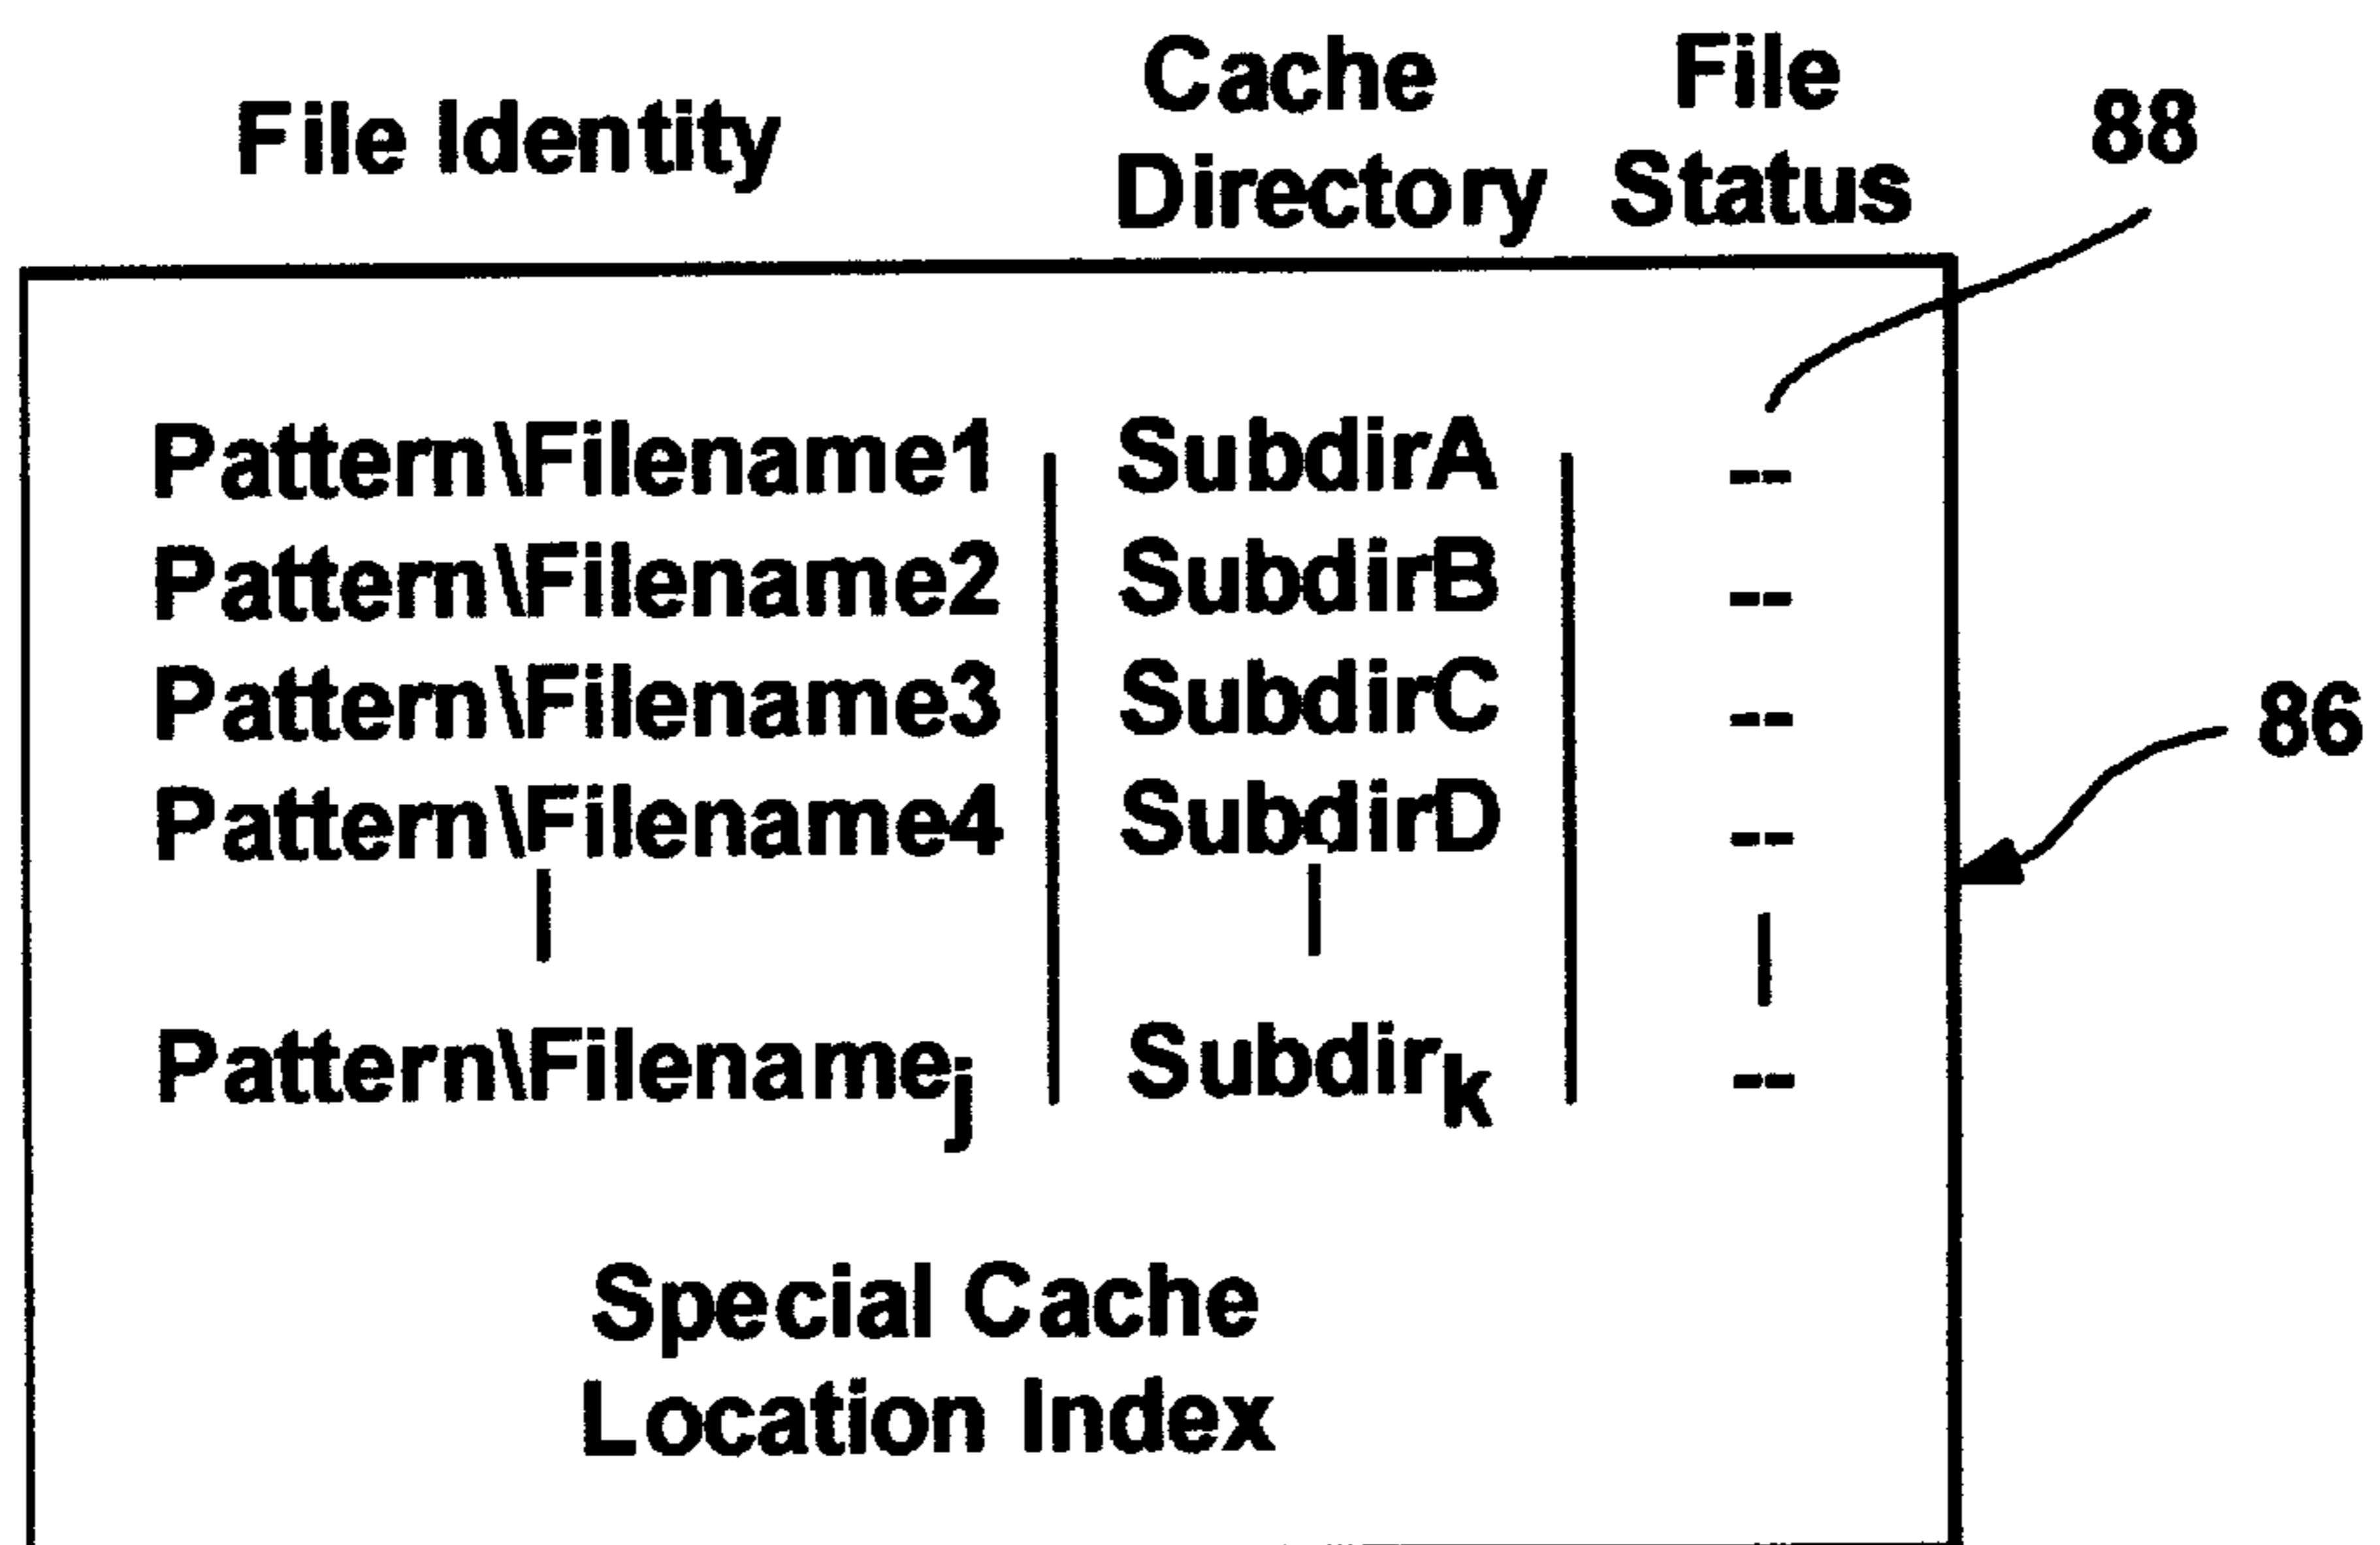 File Identity Cache Directory File Status 88
Pattern\Filename1 SubdirA --
Pattern\Filename2 SubdirB --
Pattern\Filename3 SubdirC --
Pattern\Filename4 SubdirD --
86
Pattern\Filenamej Subdirk --
Special Cache
Location Index